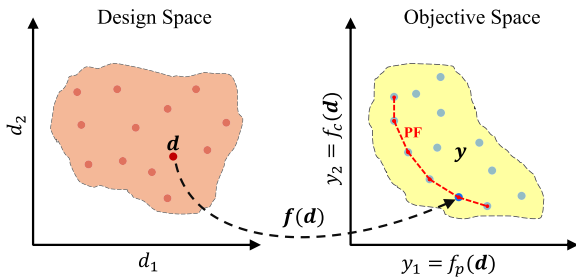 Design Space
Objective Space
d₂
d
d₁
f(d)
y₂ = f_c(d)
PF
y
y₁ = f_p(d)